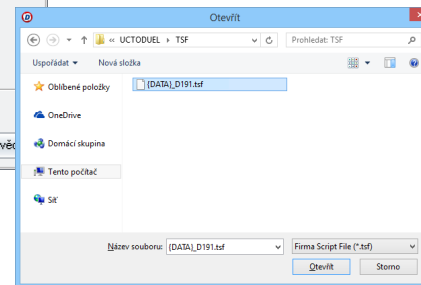 Otevřít
« UCTODUEL ▸ TSF
Prohledat: TSF
Uspořádat
Nová složka
Oblíbené položky
{DATA}_D191.tsf
OneDrive
Domácí skupina
Tento počítač
Síť
Název souboru: {DATA}_D191.tsf
Firma Script File (*.tsf)
Otevřít
Storno